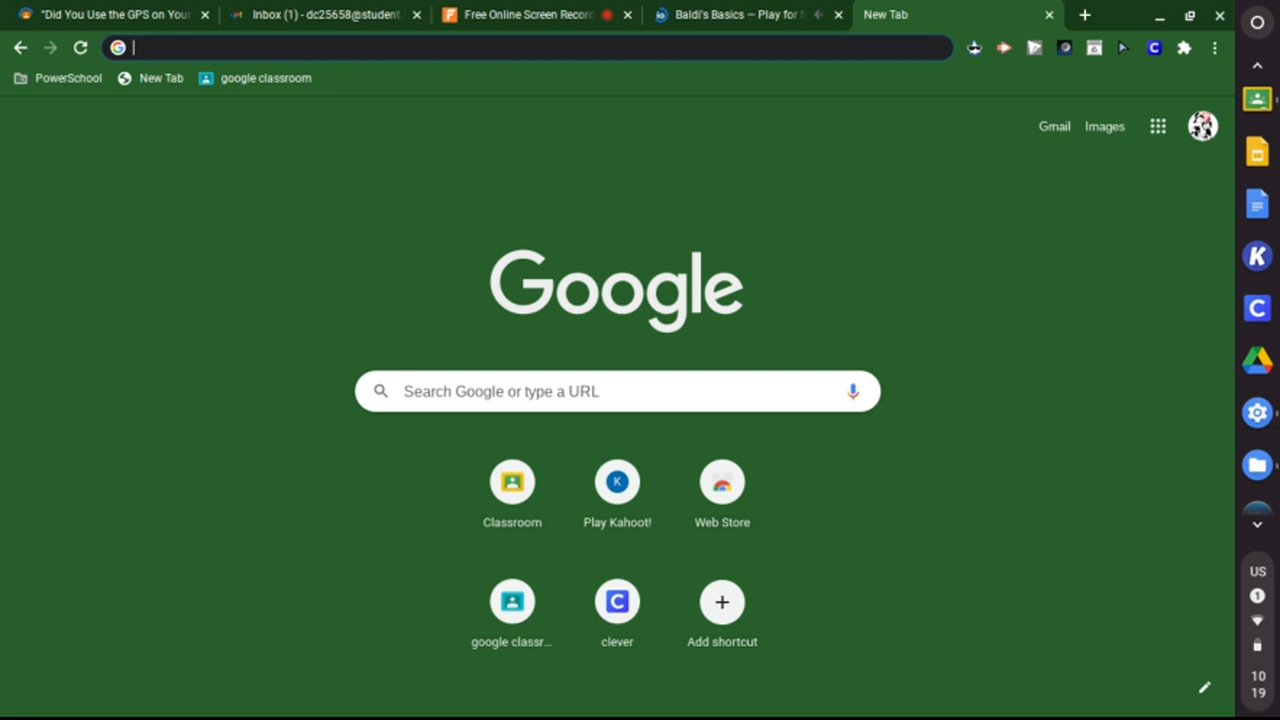 "Did You Use the GPS on Your
Inbox (1) - dc25658@student.
Free Online Screen Record
Baldi's Basics — Play for
New Tab
PowerSchool
New Tab
google classroom
Gmail
Images
Google
Search Google or type a URL
Classroom
Play Kahoot!
Web Store
google classr...
clever
Add shortcut
US
1
10
19